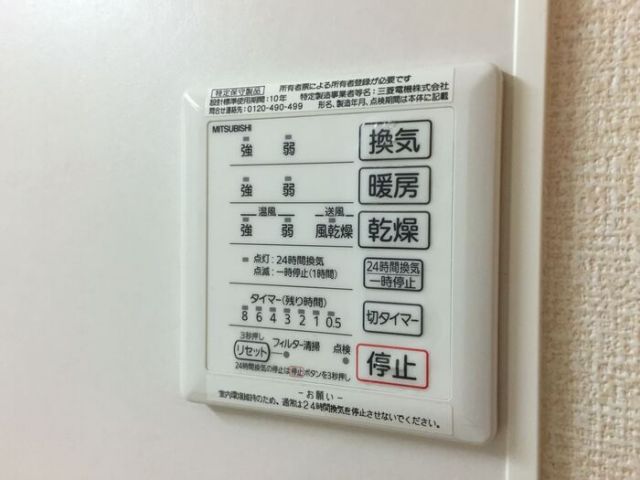 特定保守製品 所有者票による所有者登録が必要です
設計標準使用期間:10年 特定製造事業者等名:三菱電機株式会社
問合せ連絡先:0120-490-499 形名、製造年月、点検期間は本体に記載
MITSUBISHI
強 弱 換気
強 弱 暖房
温風 送風
強 弱 風乾燥 乾燥
点灯:24時間換気
点滅:一時停止(1時間)
24時間換気
一時停止
タイマー(残り時間)
8 6 4 3 2 1 0.5
切タイマー
3秒押し
リセット フィルター清掃 点検
停止
24時間換気の停止は停止ボタンを3秒押し
-お願い-
室内環境維持のため、通常は24時間換気を停止させないでください。